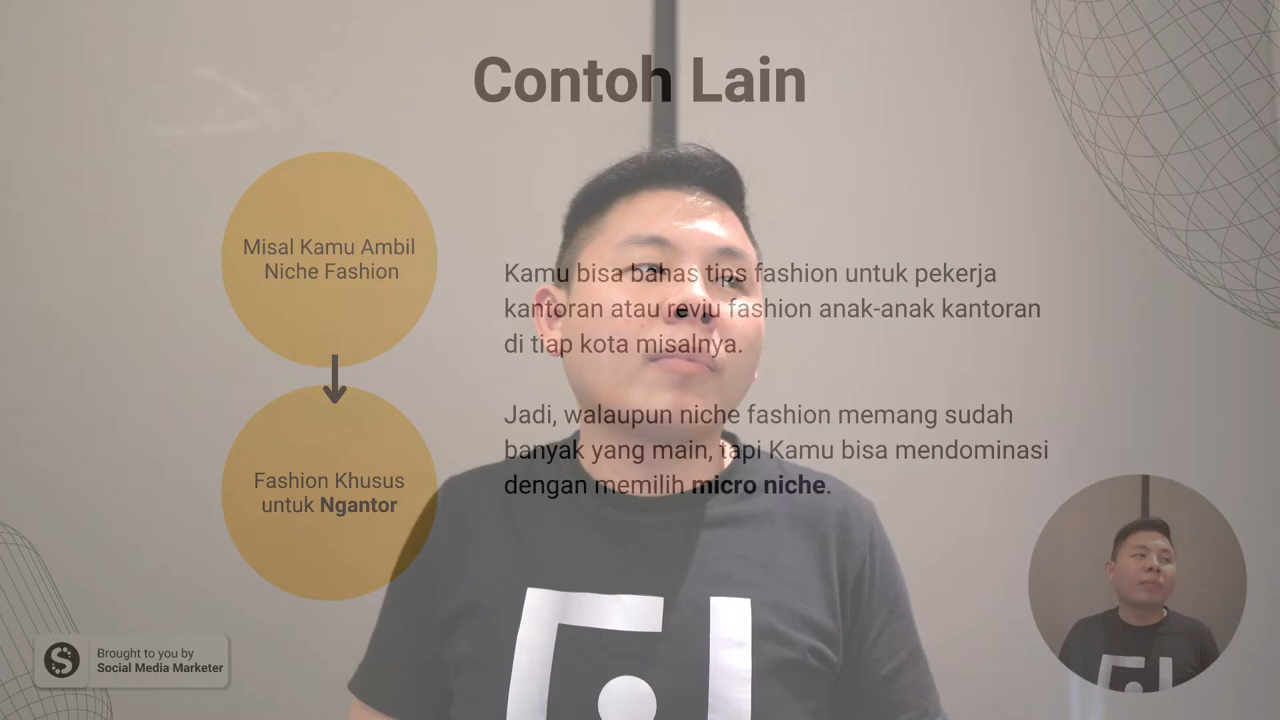 Contoh Lain
Misal Kamu Ambil
Niche Fashion
Fashion Khusus
untuk Ngantor
Kamu bisa bahas tips fashion untuk pekerja
kantoran atau reviu fashion anak-anak kantoran
di tiap kota misalnya.
Jadi, walaupun niche fashion memang sudah
banyak yang main, tapi Kamu bisa mendominasi
dengan memilih micro niche.
Brought to you by
Social Media Marketer